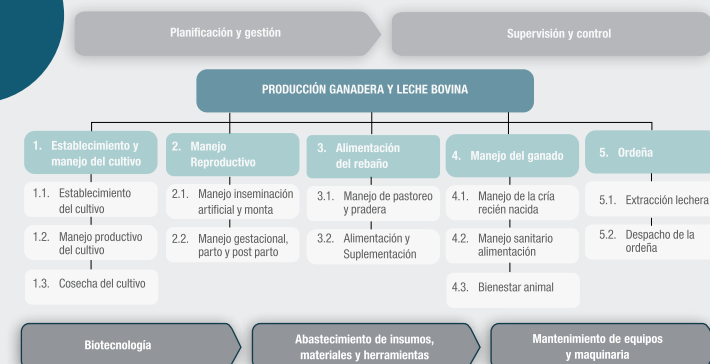 Planificación y gestión
Supervisión y control
PRODUCCIÓN GANADERA Y LECHE BOVINA
1. Establecimiento y
manejo del cultivo
1.1. Establecimiento
del cultivo
1.2. Manejo productivo
del cultivo
1.3. Cosecha del cultivo
2. Manejo
Reproductivo
2.1. Manejo inseminación
artificial y monta
2.2. Manejo gestacional,
parto y post parto
3. Alimentación
del rebaño
3.1. Manejo de pastoreo
y pradera
3.2. Alimentación y
Suplementación
4. Manejo del ganado
4.1. Manejo de la cría
recién nacida
4.2. Manejo sanitario
alimentación
4.3. Bienestar animal
5. Ordeña
5.1. Extracción lechera
5.2. Despacho de la
ordeña
Biotecnología
Abastecimiento de insumos,
materiales y herramientas
Mantenimiento de equipos
y maquinaria